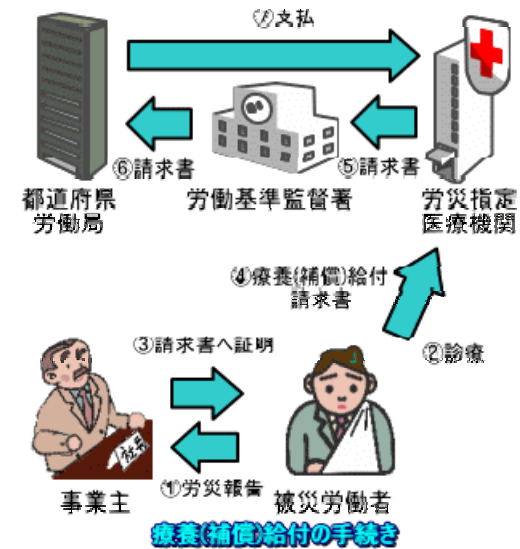 ⑦支払
⑥請求書
⑤請求書
都道府県
労働局
労働基準監督署
労災指定
医療機関
④療養(補償)給付
請求書
③請求書へ証明
②診療
社長
①労災報告
事業主
被災労働者
療養(補償)給付の手続き